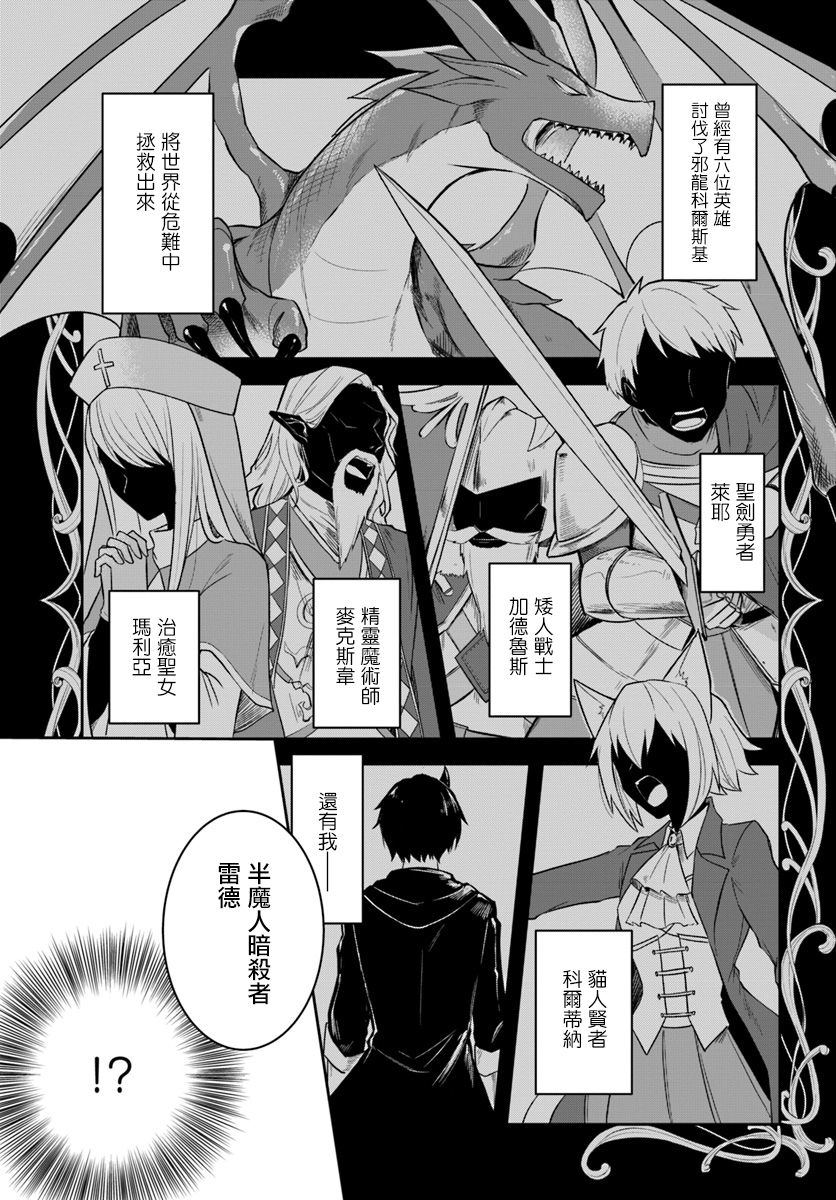 曾經有六位英雄
討伐了邪龍科爾斯基
將世界從危難中
拯救出來
聖劍勇者
萊耶
矮人戰士
加德魯斯
精靈魔術師
麥克斯韋
治癒聖女
瑪利亞
貓人賢者
科爾蒂納
還有我—
半魔人暗殺者
雷德
!?